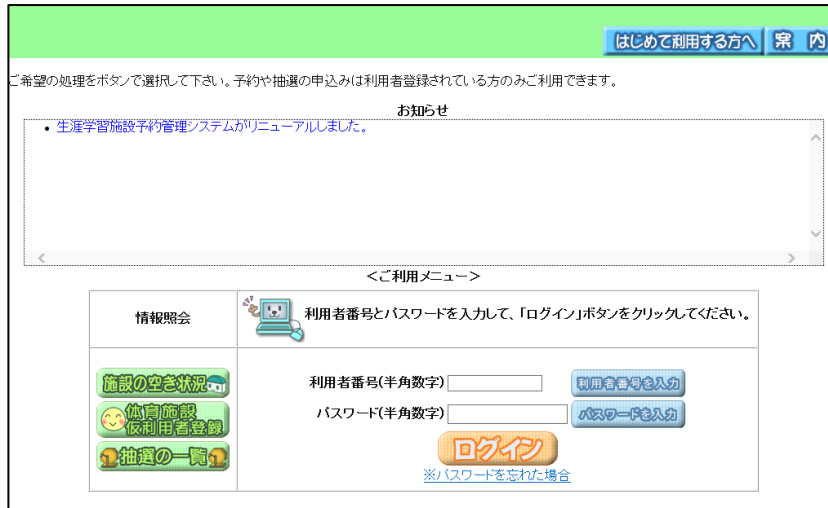 はじめて利用する方へ 案 内
ご希望の処理をボタンで選択して下さい。予約や抽選の申込みは利用者登録されている方のみご利用できます。
お知らせ
• 生涯学習施設予約管理システムがリニューアルしました。
<ご利用メニュー>
情報照会
利用者番号とパスワードを入力して、「ログイン」ボタンをクリックしてください。
施設の空き状況
利用者番号(半角数字) 利用者番号を入力
体育施設
仮利用者登録
パスワード(半角数字) パスワードを入力
抽選の一覧
ログイン
※パスワードを忘れた場合